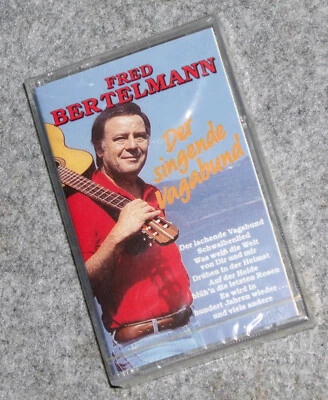 FRED
BERTELMANN
Der
singende
Vagabund
Der lachende Vagabund
Schwalbenlied
Was weiß die Welt
von Dir und mir
Drüben in der Heimat
Auf der Heide
blüh'n die letzten Rosen
Es wird in
hundert Jahren wieder...
und viele andere